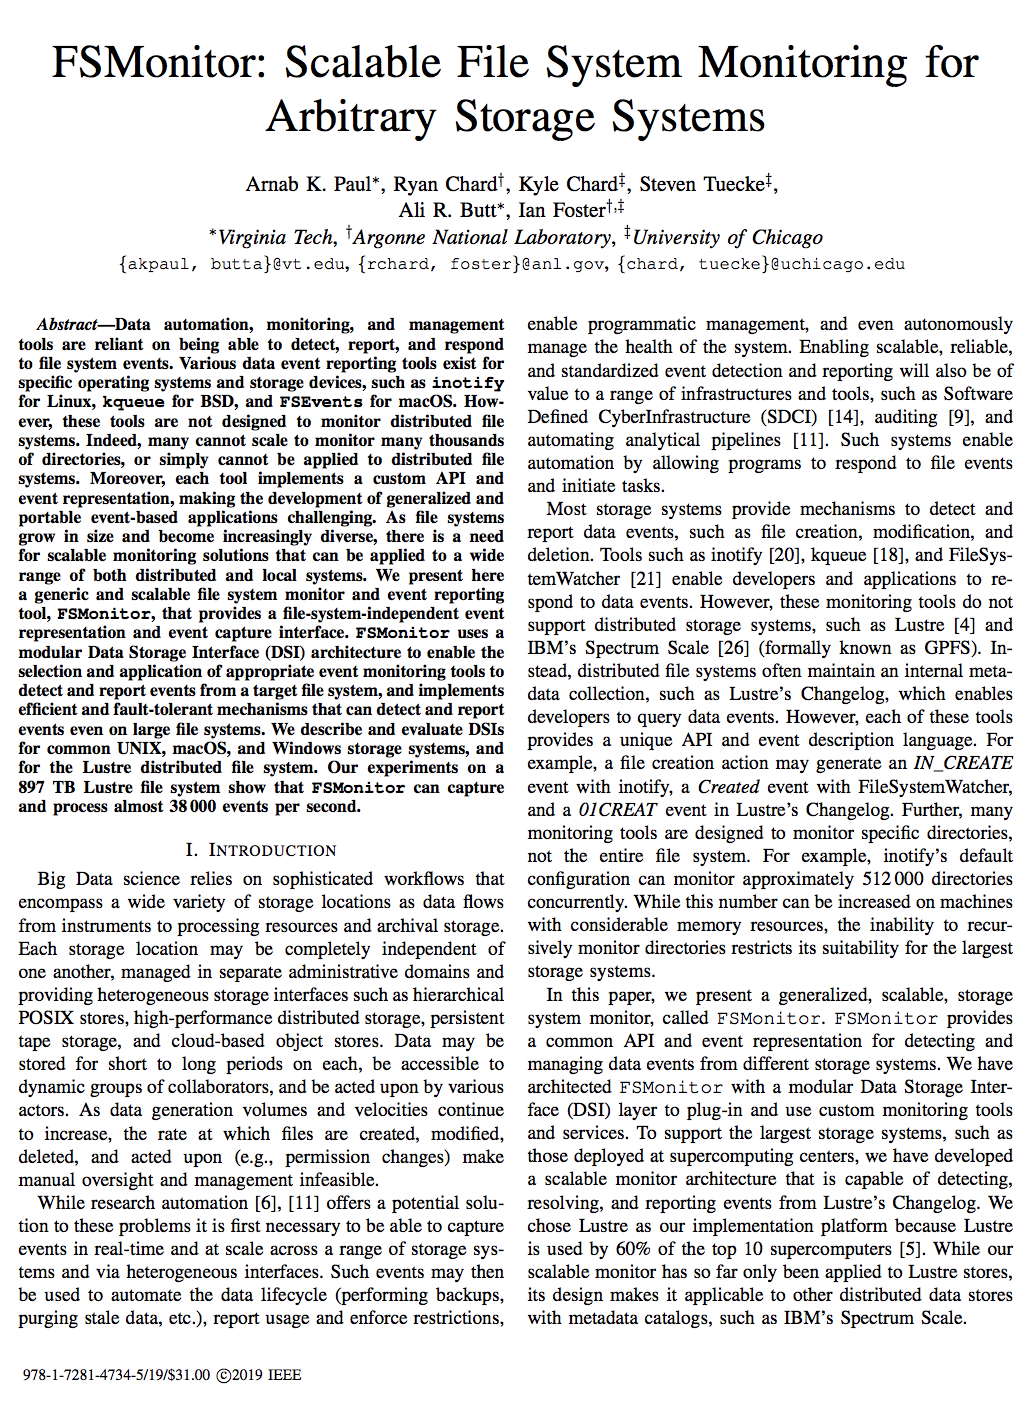 FSMonitor: Scalable File System Monitoring for
Arbitrary Storage Systems
Arnab K. Paul*, Ryan Chard†, Kyle Chard‡, Steven Tuecke‡,
Ali R. Butt*, Ian Foster†,‡
*Virginia Tech, †Argonne National Laboratory, ‡University of Chicago
{akpaul, butta}@vt.edu, {rchard, foster}@anl.gov, {chard, tuecke}@uchicago.edu
Abstract—Data automation, monitoring, and management
tools are reliant on being able to detect, report, and respond
to file system events. Various data event reporting tools exist for
specific operating systems and storage devices, such as inotify
for Linux, kqueue for BSD, and FSEvents for macOS. How-
ever, these tools are not designed to monitor distributed file
systems. Indeed, many cannot scale to monitor many thousands
of directories, or simply cannot be applied to distributed file
systems. Moreover, each tool implements a custom API and
event representation, making the development of generalized and
portable event-based applications challenging. As file systems
grow in size and become increasingly diverse, there is a need
for scalable monitoring solutions that can be applied to a wide
range of both distributed and local systems. We present here
a generic and scalable file system monitor and event reporting
tool, FSMonitor, that provides a file-system-independent event
representation and event capture interface. FSMonitor uses a
modular Data Storage Interface (DSI) architecture to enable the
selection and application of appropriate event monitoring tools to
detect and report events from a target file system, and implements
efficient and fault-tolerant mechanisms that can detect and report
events even on large file systems. We describe and evaluate DSIs
for common UNIX, macOS, and Windows storage systems, and
for the Lustre distributed file system. Our experiments on a
897 TB Lustre file system show that FSMonitor can capture
and process almost 38 000 events per second.
I. INTRODUCTION
Big Data science relies on sophisticated workflows that
encompass a wide variety of storage locations as data flows
from instruments to processing resources and archival storage.
Each storage location may be completely independent of
one another, managed in separate administrative domains and
providing heterogeneous storage interfaces such as hierarchical
POSIX stores, high-performance distributed storage, persistent
tape storage, and cloud-based object stores. Data may be
stored for short to long periods on each, be accessible to
dynamic groups of collaborators, and be acted upon by various
actors. As data generation volumes and velocities continue
to increase, the rate at which files are created, modified,
deleted, and acted upon (e.g., permission changes) make
manual oversight and management infeasible.
While research automation [6], [11] offers a potential solu-
tion to these problems it is first necessary to be able to capture
events in real-time and at scale across a range of storage sys-
tems and via heterogeneous interfaces. Such events may then
be used to automate the data lifecycle (performing backups,
purging stale data, etc.), report usage and enforce restrictions,
enable programmatic management, and even autonomously
manage the health of the system. Enabling scalable, reliable,
and standardized event detection and reporting will also be of
value to a range of infrastructures and tools, such as Software
Defined CyberInfrastructure (SDCI) [14], auditing [9], and
automating analytical pipelines [11]. Such systems enable
automation by allowing programs to respond to file events
and initiate tasks.
Most storage systems provide mechanisms to detect and
report data events, such as file creation, modification, and
deletion. Tools such as inotify [20], kqueue [18], and FileSys-
temWatcher [21] enable developers and applications to re-
spond to data events. However, these monitoring tools do not
support distributed storage systems, such as Lustre [4] and
IBM's Spectrum Scale [26] (formally known as GPFS). In-
stead, distributed file systems often maintain an internal meta-
data collection, such as Lustre's Changelog, which enables
developers to query data events. However, each of these tools
provides a unique API and event description language. For
example, a file creation action may generate an IN_CREATE
event with inotify, a Created event with FileSystemWatcher,
and a 01CREAT event in Lustre's Changelog. Further, many
monitoring tools are designed to monitor specific directories,
not the entire file system. For example, inotify's default
configuration can monitor approximately 512 000 directories
concurrently. While this number can be increased on machines
with considerable memory resources, the inability to recur-
sively monitor directories restricts its suitability for the largest
storage systems.
In this paper, we present a generalized, scalable, storage
system monitor, called FSMonitor. FSMonitor provides
a common API and event representation for detecting and
managing data events from different storage systems. We have
architected FSMonitor with a modular Data Storage Inter-
face (DSI) layer to plug-in and use custom monitoring tools
and services. To support the largest storage systems, such as
those deployed at supercomputing centers, we have developed
a scalable monitor architecture that is capable of detecting,
resolving, and reporting events from Lustre's Changelog. We
chose Lustre as our implementation platform because Lustre
is used by 60% of the top 10 supercomputers [5]. While our
scalable monitor has so far only been applied to Lustre stores,
its design makes it applicable to other distributed data stores
with metadata catalogs, such as IBM's Spectrum Scale.
978-1-7281-4734-5/19/$31.00 ©2019 IEEE